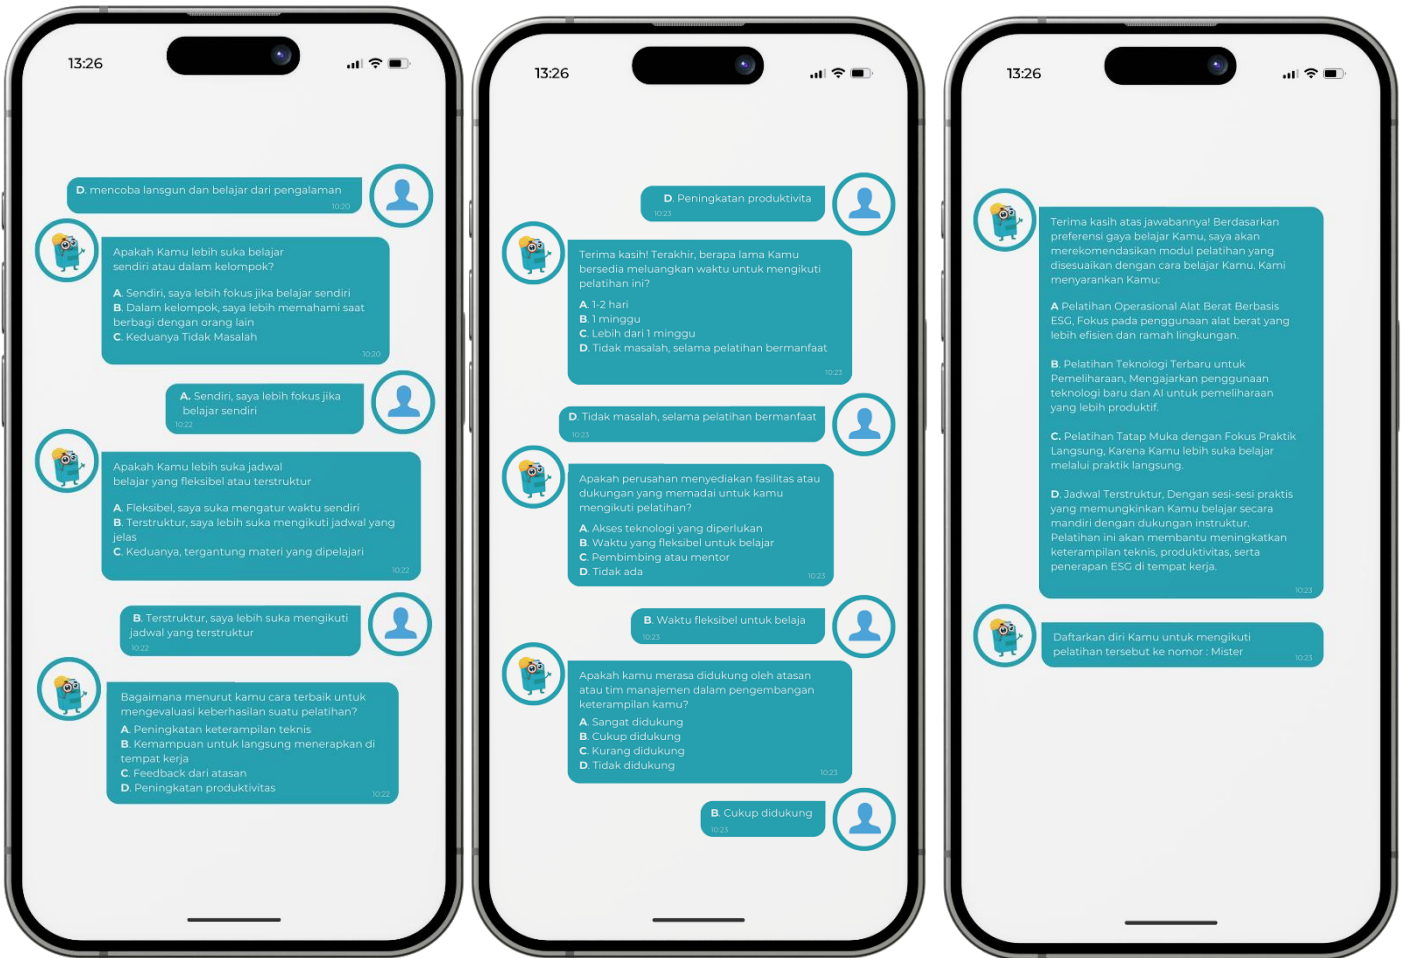 13:26
D. mencoba lansgun dan belajar dari pengalaman
10:20
Apakah Kamu lebih suka belajar
sendiri atau dalam kelompok?
A. Sendiri, saya lebih fokus jika belajar sendiri
B. Dalam kelompok, saya lebih memahami saat
berbagi dengan orang lain
C. Keduanya Tidak Masalah
10:20
A. Sendiri, saya lebih fokus jika
belajar sendiri
10:22
Apakah Kamu lebih suka jadwal
belajar yang fleksibel atau terstruktur
A. Fleksibel, saya suka mengatur waktu sendiri
B. Terstruktur, saya lebih suka mengikuti jadwal yang
jelas
C. Keduanya, tergantung materi yang dipelajari
10:22
B. Terstruktur, saya lebih suka mengikuti
jadwal yang terstruktur
10:22
Bagaimana menurut kamu cara terbaik untuk
mengevaluasi keberhasilan suatu pelatihan?
A. Peningkatan keterampilan teknis
B. Kemampuan untuk langsung menerapkan di
tempat kerja
C. Feedback dari atasan
D. Peningkatan produktivitas
10:22
13:26
D. Peningkatan produktivita
10:23
Terima kasih! Terakhir, berapa lama Kamu
bersedia meluangkan waktu untuk mengikuti
pelatihan ini?
A. 1-2 hari
B. 1 minggu
C. Lebih dari 1 minggu
D. Tidak masalah, selama pelatihan bermanfaat
10:23
D. Tidak masalah, selama pelatihan bermanfaat
10:23
Apakah perusahan menyediakan fasilitas atau
dukungan yang memadai untuk kamu
mengikuti pelatihan?
A. Akses teknologi yang diperlukan
B. Waktu yang fleksibel untuk belajar
C. Pembimbing atau mentor
D. Tidak ada
10:23
B. Waktu fleksibel untuk belaja
10:23
Apakah kamu merasa didukung oleh atasan
atau tim manajemen dalam pengembangan
keterampilan kamu?
A. Sangat didukung
B. Cukup didukung
C. Kurang didukung
D. Tidak didukung
10:23
B. Cukup didukung
10:23
13:26
Terima kasih atas jawabannya! Berdasarkan
preferensi gaya belajar Kamu, saya akan
merekomendasikan modul pelatihan yang
disesuaikan dengan cara belajar Kamu. Kami
menyarankan Kamu:
A Pelatihan Operasional Alat Berat Berbasis
ESG, Fokus pada penggunaan alat berat yang
lebih efisien dan ramah lingkungan.
B. Pelatihan Teknologi Terbaru untuk
Pemeliharaan, Mengajarkan penggunaan
teknologi baru dan AI untuk pemeliharaan
yang lebih produktif.
C. Pelatihan Tatap Muka dengan Fokus Praktik
Langsung, Karena Kamu lebih suka belajar
melalui praktik langsung.
D. Jadwal Terstruktur, Dengan sesi-sesi praktis
yang memungkinkan Kamu belajar secara
mandiri dengan dukungan instruktur.
Pelatihan ini akan membantu meningkatkan
keterampilan teknis, produktivitas, serta
penerapan ESG di tempat kerja.
10:23
Daftarkan diri Kamu untuk mengikuti
pelatihan tersebut ke nomor : Mister
10:23